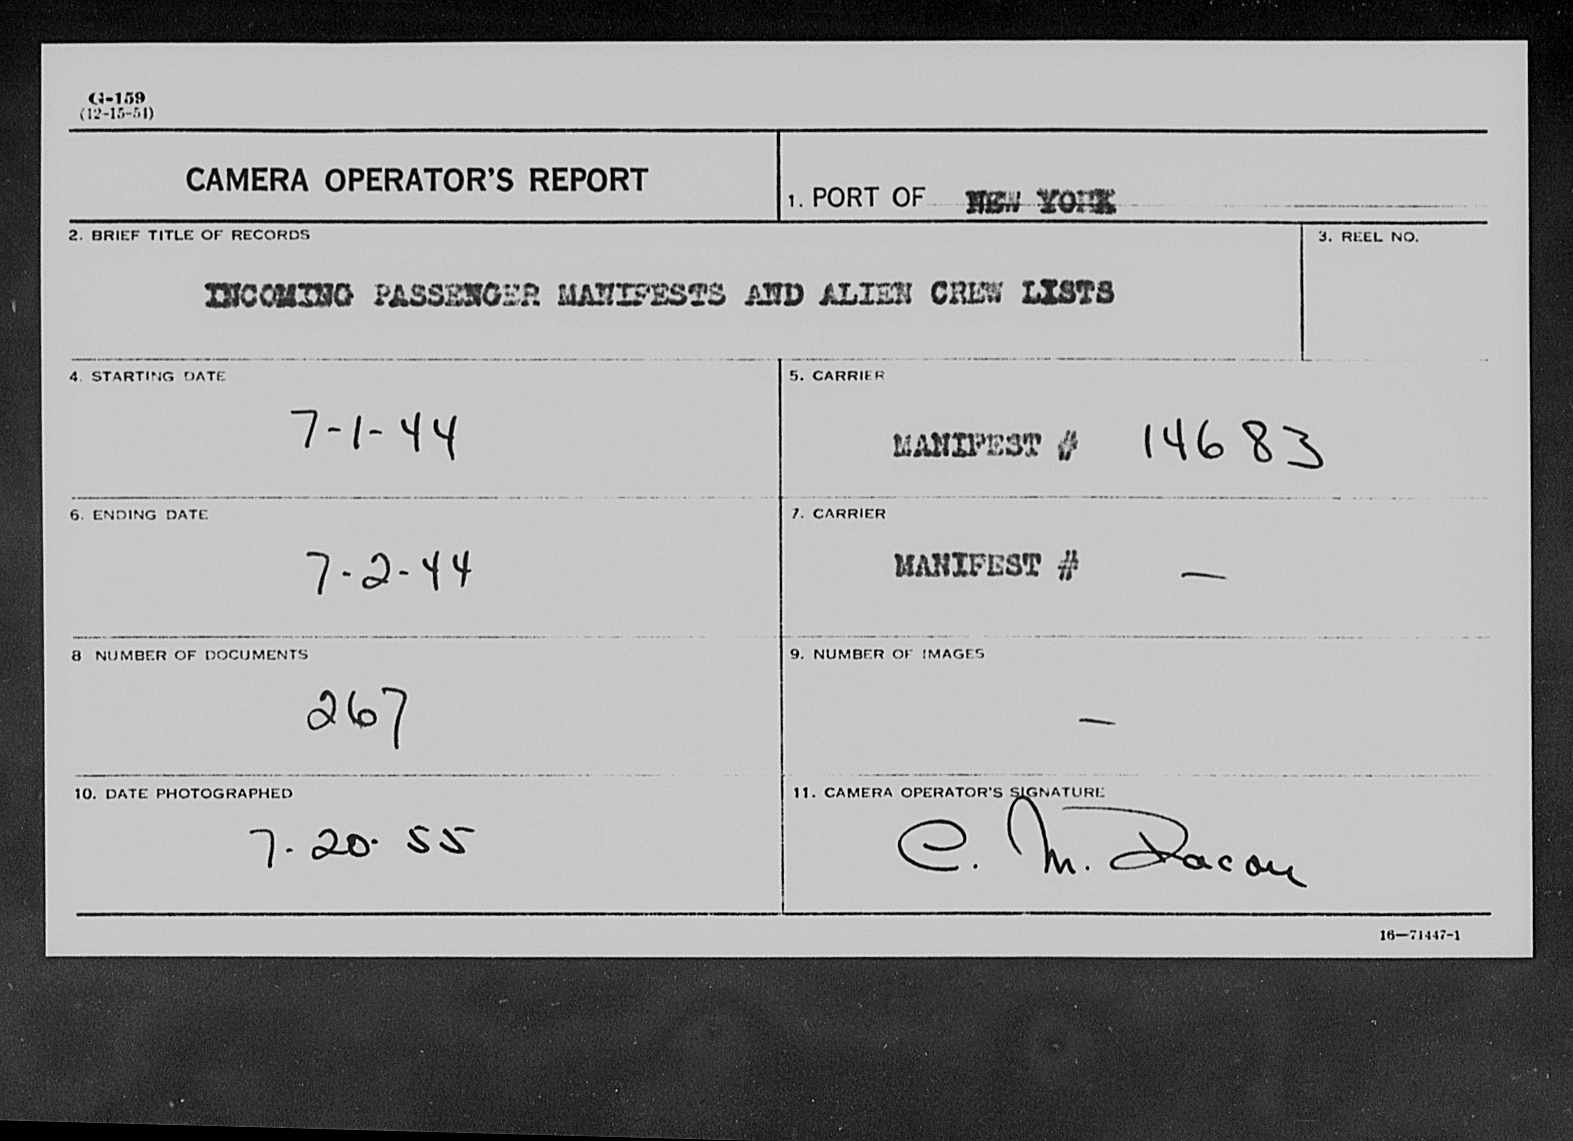 G-159
(12-15-51)
CAMERA OPERATOR'S REPORT
1. PORT OF NEW YORK
2. BRIEF TITLE OF RECORDS
3. REEL NO.
INCOMING PASSENGER MANIFESTS AND ALIEN CREW LISTS
4. STARTING DATE
5. CARRIER
7-1-44
MANIFEST # 14683
6. ENDING DATE
7. CARRIER
7-2-44
MANIFEST # —
8 NUMBER OF DOCUMENTS
9. NUMBER OF IMAGES
267
—
10. DATE PHOTOGRAPHED
11. CAMERA OPERATOR'S SIGNATURE
7-20-55
C. M.
16—71447-1